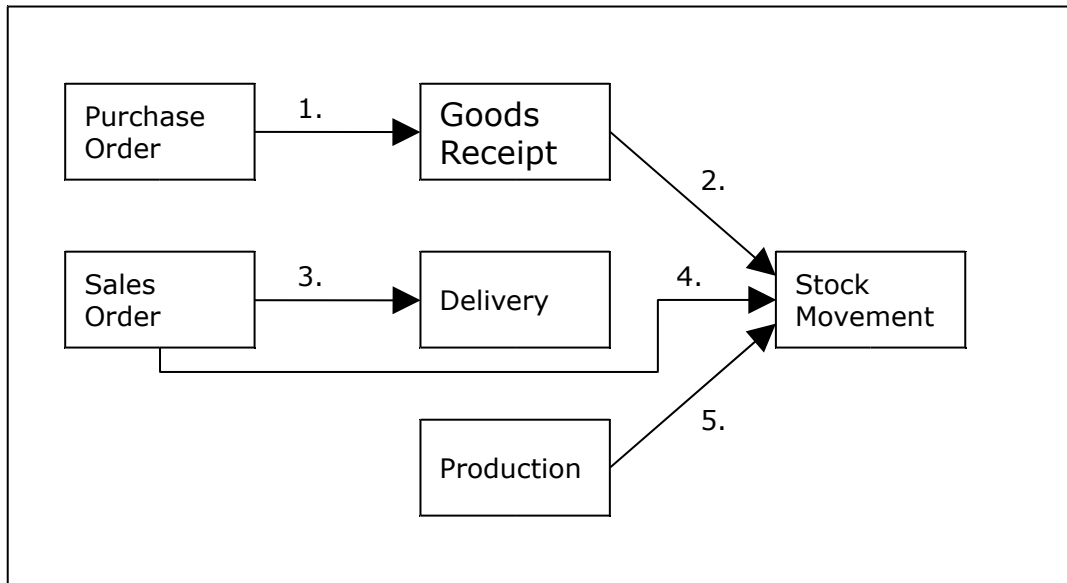 Purchase
Order
1.
Goods
Receipt
2.
Sales
Order
3.
Delivery
4.
Stock
Movement
Production
5.